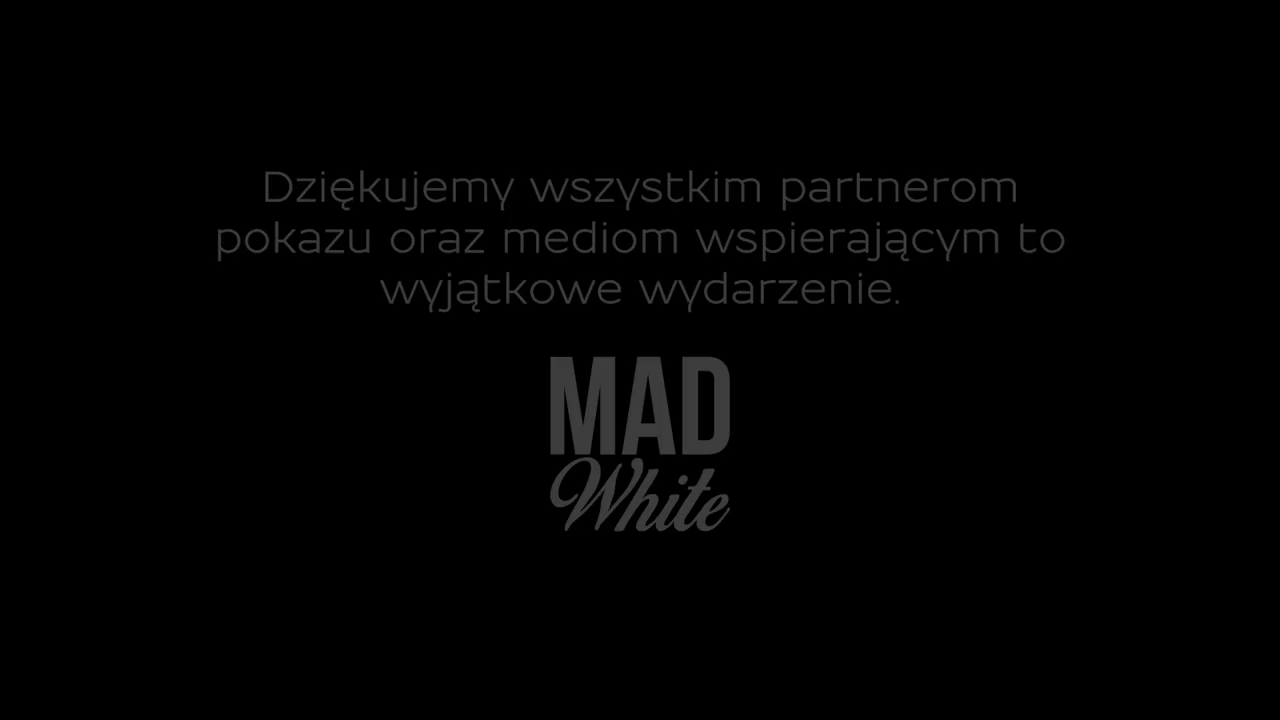 Dziękujemy wszystkim partnerom
pokazu oraz mediom wspierającym to
wyjątkowe wydarzenie.
MAD
White